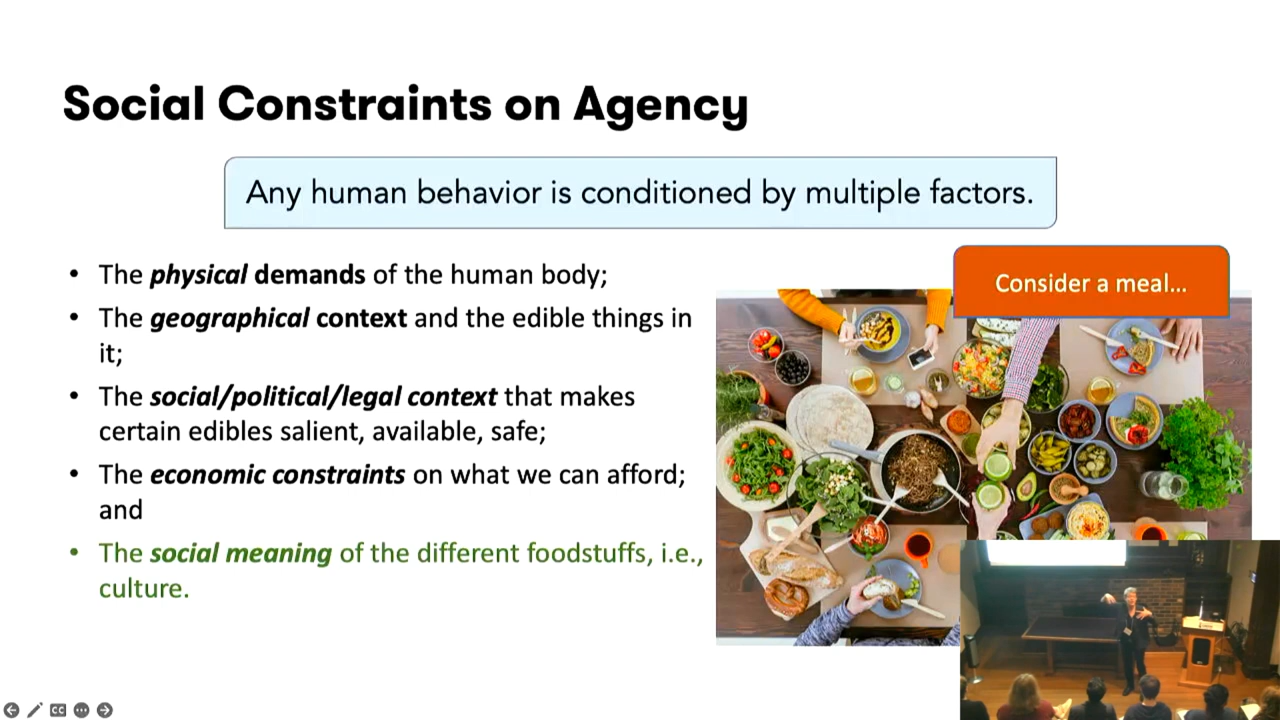 Social Constraints on Agency
Any human behavior is conditioned by multiple factors.
Consider a meal...
• The physical demands of the human body;
• The geographical context and the edible things in
it;
• The social/political/legal context that makes
certain edibles salient, available, safe;
• The economic constraints on what we can afford;
and
• The social meaning of the different foodstuffs, i.e.,
culture.
CC